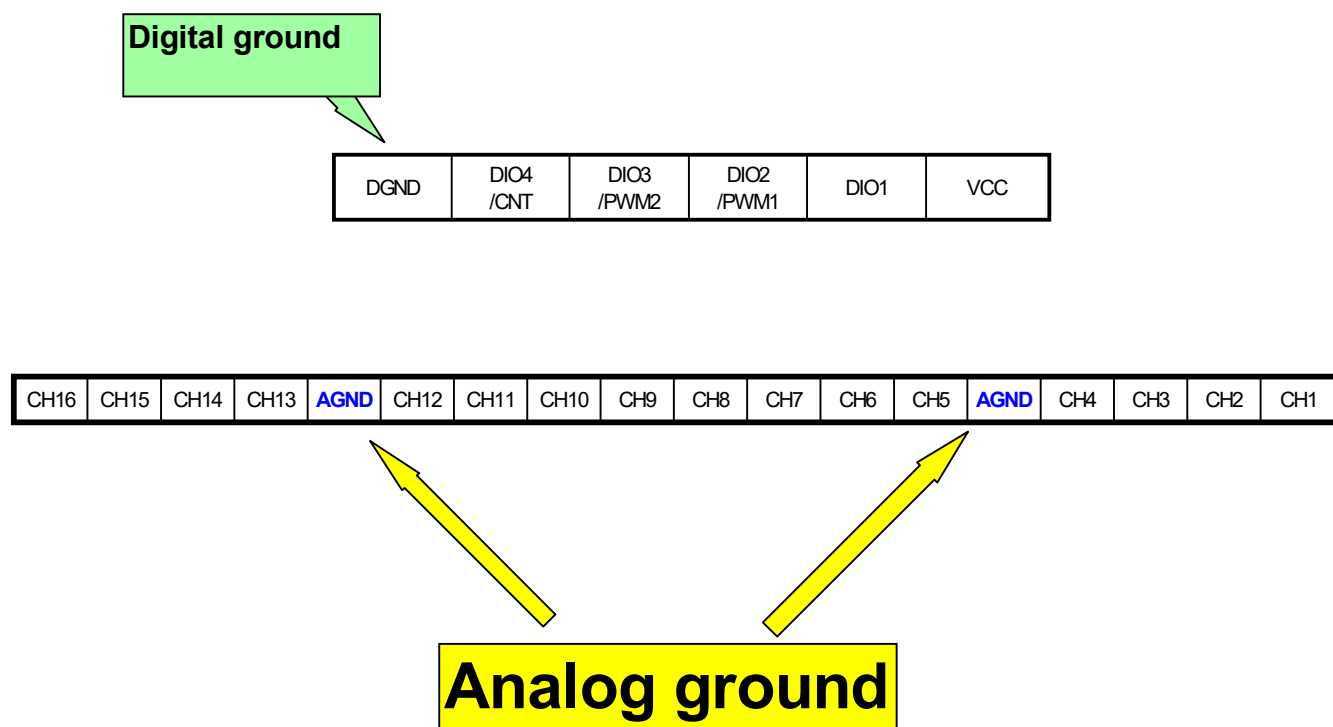 Digital ground
DGND
DIO4
/CNT
DIO3
/PWM2
DIO2
/PWM1
DIO1
VCC
CH16 CH15 CH14 CH13 AGND CH12 CH11 CH10 CH9 CH8 CH7 CH6 CH5 AGND CH4 CH3 CH2 CH1
Analog ground